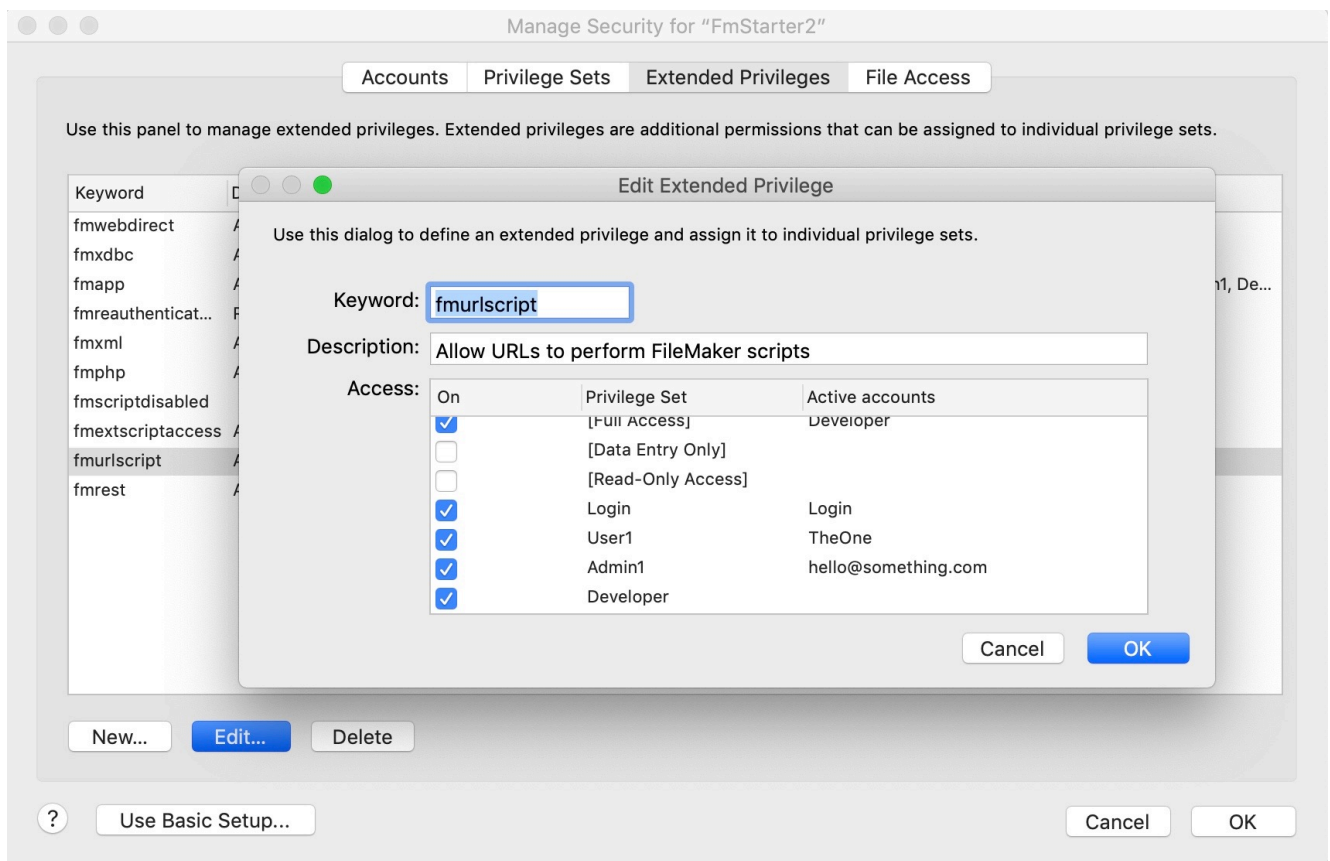 Manage Security for “FmStarter2”
Accounts Privilege Sets Extended Privileges File Access
Use this panel to manage extended privileges. Extended privileges are additional permissions that can be assigned to individual privilege sets.
Keyword
fmwebdirect
fmxdbc
fmapp
fmreauthenticat...
fmxml
fmphp
fmscriptdisabled
fmextscriptaccess
fmurlscript
fmrest
n1, De...
Edit Extended Privilege
Use this dialog to define an extended privilege and assign it to individual privilege sets.
Keyword: fmurlscript
Description: Allow URLs to perform FileMaker scripts
Access: On Privilege Set Active accounts
[Full Access] Developer
[Data Entry Only]
[Read-Only Access]
Login Login
User1 TheOne
Admin1 hello@something.com
Developer
Cancel OK
New... Edit... Delete
? Use Basic Setup... Cancel OK